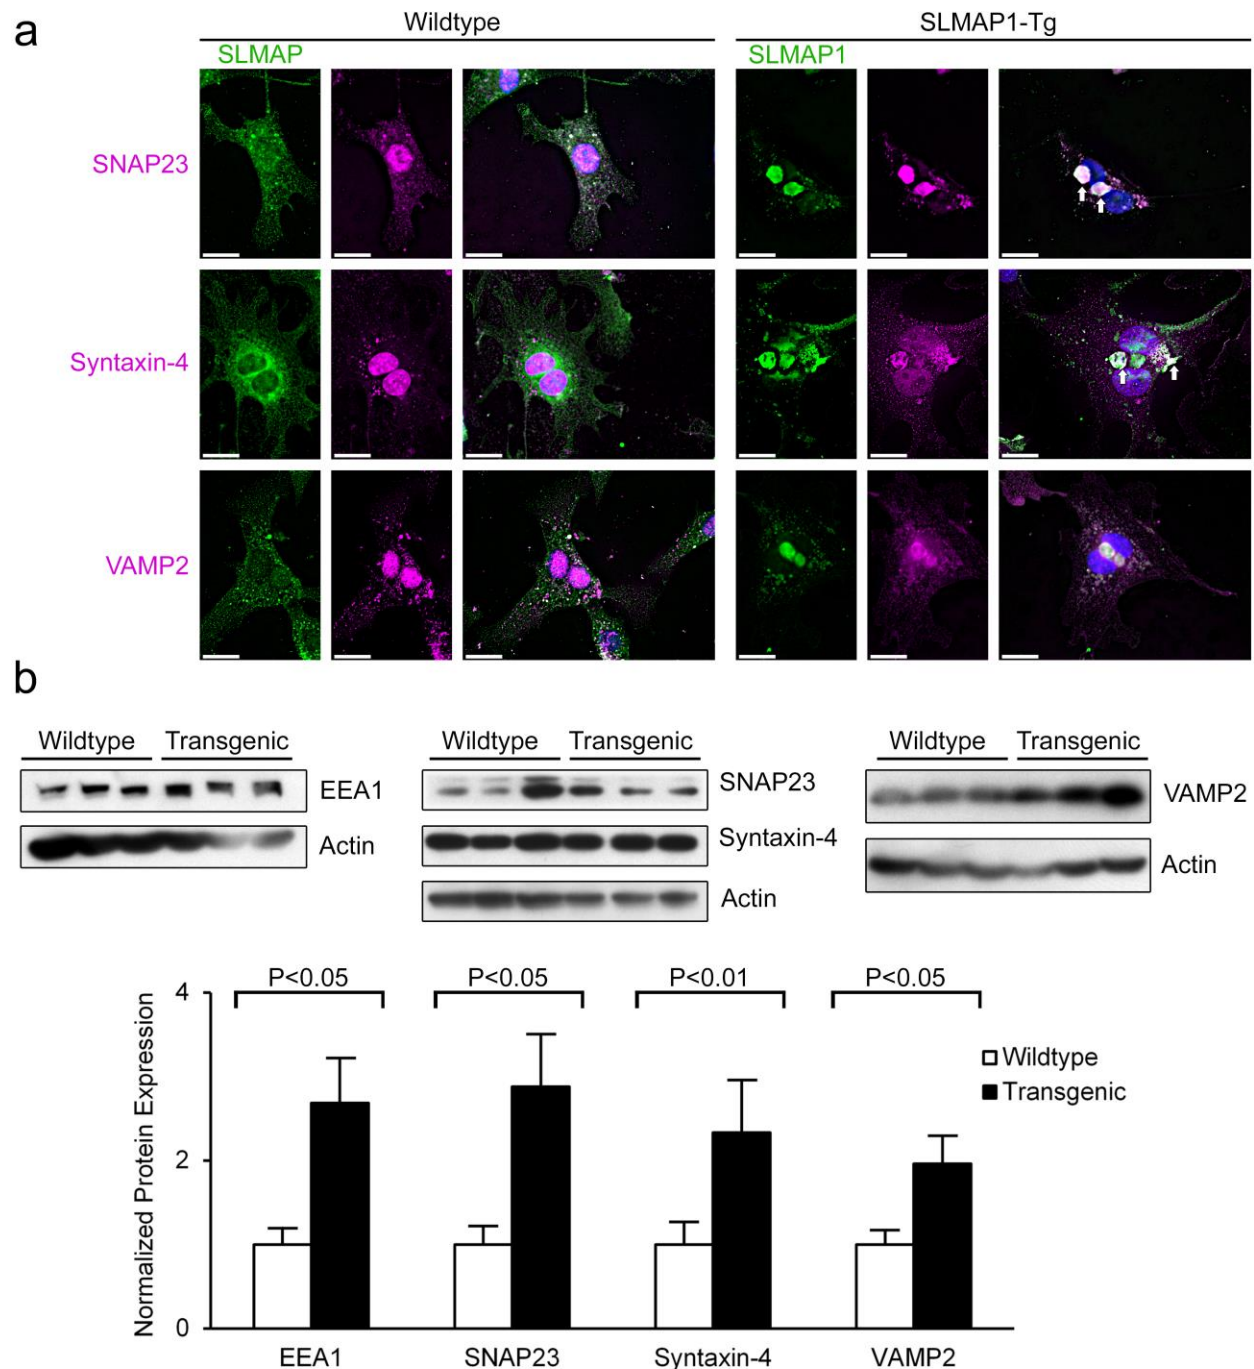 a
Wildtype
SLMAP1-Tg
SLMAP
SLMAP1
SNAP23
Syntaxin-4
VAMP2
b
Wildtype Transgenic
EEA1
Actin
Wildtype Transgenic
SNAP23
Syntaxin-4
Actin
Wildtype Transgenic
VAMP2
Actin
Normalized Protein Expression
4
2
0
P<0.05
P<0.05
P<0.01
P<0.05
Wildtype
Transgenic
EEA1
SNAP23
Syntaxin-4
VAMP2